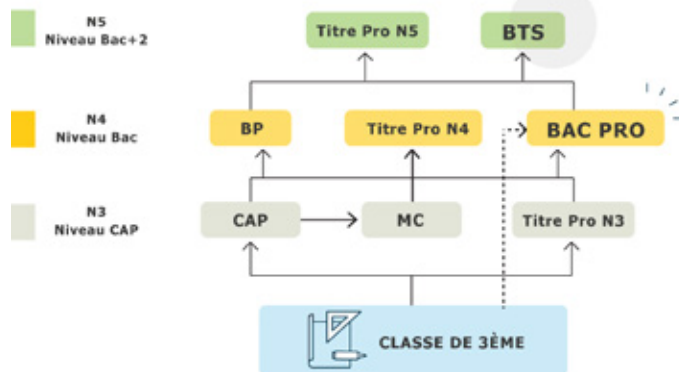 N5
Niveau Bac+2
Titre Pro N5
BTS
N4
Niveau Bac
BP
Titre Pro N4
BAC PRO
N3
Niveau CAP
CAP
MC
Titre Pro N3
CLASSE DE 3ÈME